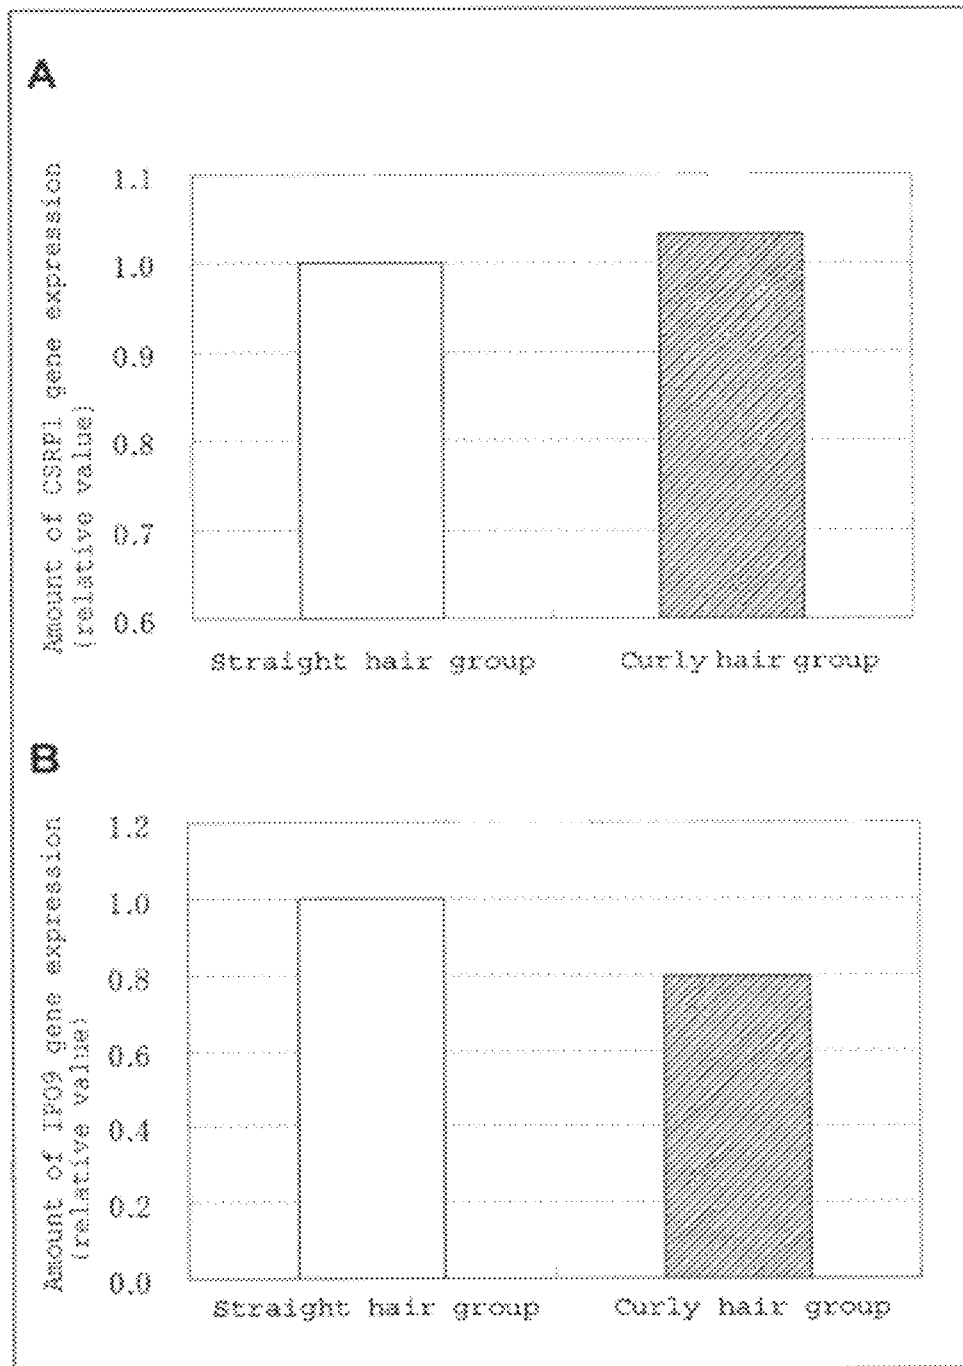 A
Amount of CSRP1 gene expression
(relative value)
1.1
1.0
0.9
0.8
0.7
0.6
Straight hair group
Curly hair group
B
Amount of IPO9 gene expression
(relative value)
1.2
1.0
0.8
0.6
0.4
0.2
0.0
Straight hair group
Curly hair group